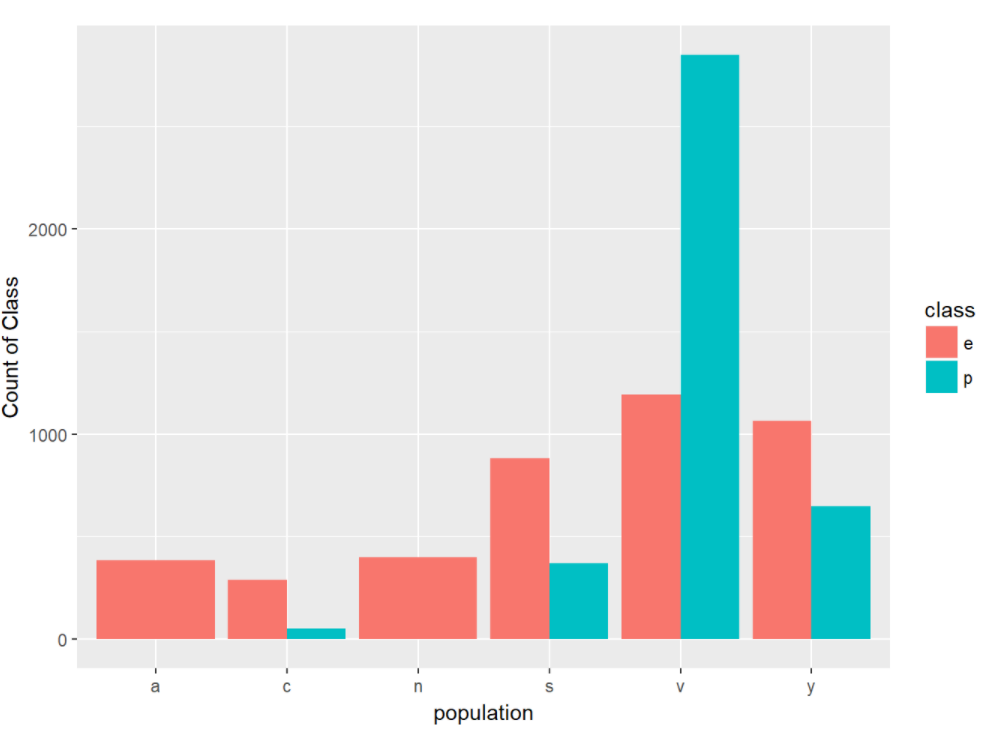 2000
1000
0
Count of Class
a c n s v y
population
class
e
p